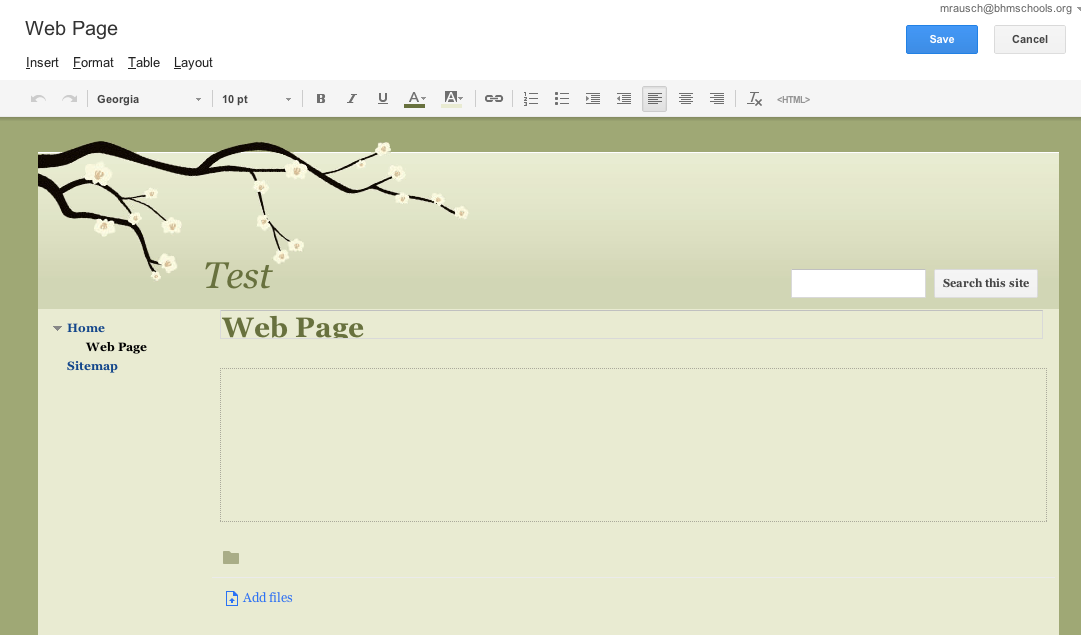 mrausch@bhmschools.org
Web Page
Save
Cancel
Insert Format Table Layout
Georgia 10 pt B I U A A <HTML>
Test
Search this site
Home
Web Page
Web Page
Sitemap
Add files